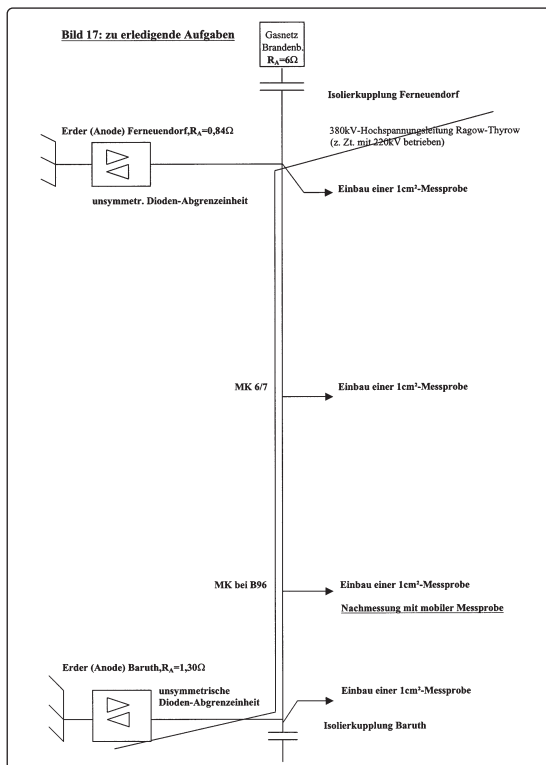 Bild 17: zu erledigende Aufgaben
Gasnetz
Brandenb.
R_A=6Ω
Isolierkupplung Ferneuendorf
Erder (Anode) Ferneuendorf,R_A=0,84Ω
380kV-Hochspannungsleitung Ragow-Thyrow
(z. Zt. mit 220kV betrieben)
Einbau einer 1cm²-Messprobe
unsymmetr. Dioden-Abgrenzeinheit
MK 6/7
Einbau einer 1cm²-Messprobe
MK bei B96
Einbau einer 1cm²-Messprobe
Nachmessung mit mobiler Messprobe
Erder (Anode) Baruth,R_A=1,30Ω
unsymmetrische
Dioden-Abgrenzeinheit
Einbau einer 1cm²-Messprobe
Isolierkupplung Baruth